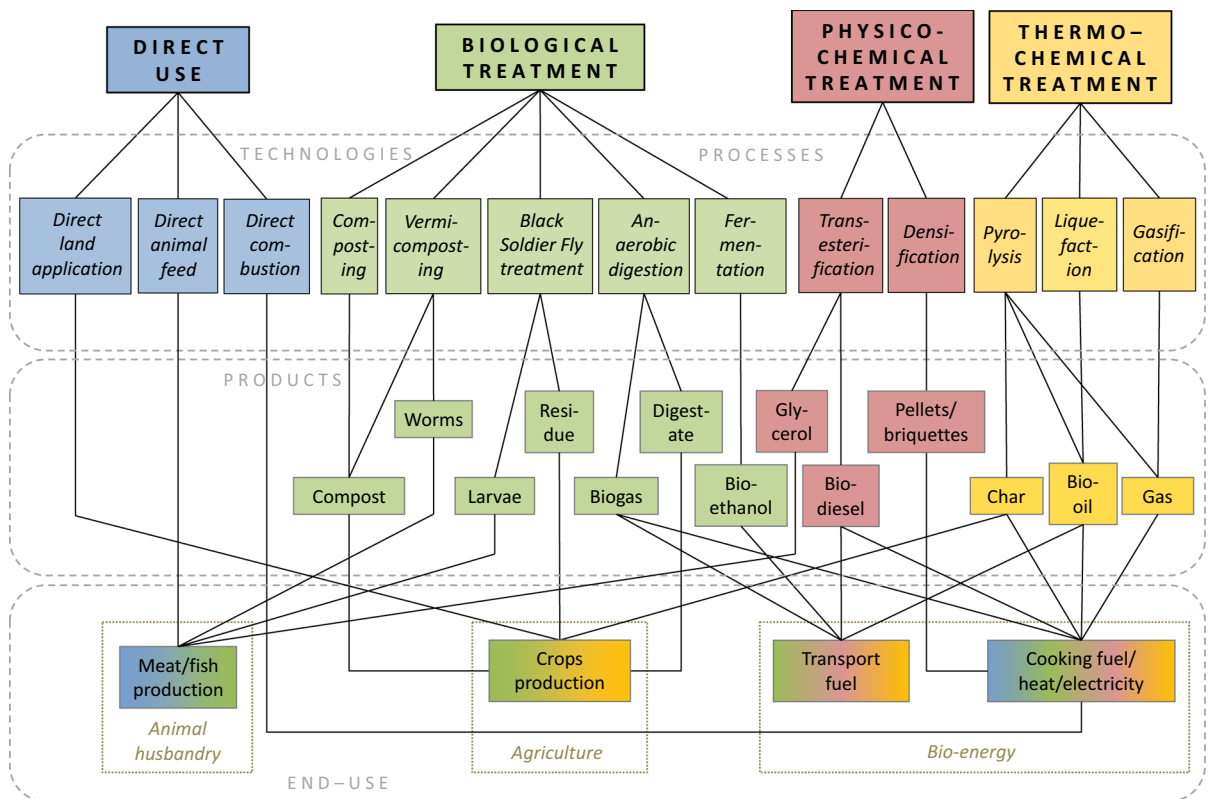 DIRECT
USE
BIOLOGICAL
TREATMENT
PHYSICO-
CHEMICAL
TREATMENT
THERMO–
CHEMICAL
TREATMENT
TECHNOLOGIES
PROCESSES
Direct
land
application
Direct
animal
feed
Direct
com-
bustion
Com-
post-
ing
Vermi-
compost-
ing
Black
Soldier Fly
treatment
An-
aerobic
digestion
Fer-
men-
tation
Trans-
esteri-
fication
Densi-
fication
Pyro-
lysis
Lique-
fact-
ion
Gasifi-
cation
PRODUCTS
Worms
Resi-
due
Digest-
ate
Gly-
cerol
Pellets/
briquettes
Compost
Larvae
Biogas
Bio-
ethanol
Bio-
diesel
Char
Bio-
oil
Gas
Meat/fish
production
Crops
production
Transport
fuel
Cooking fuel/
heat/electricity
Animal
husbandry
Agriculture
Bio-energy
END–USE